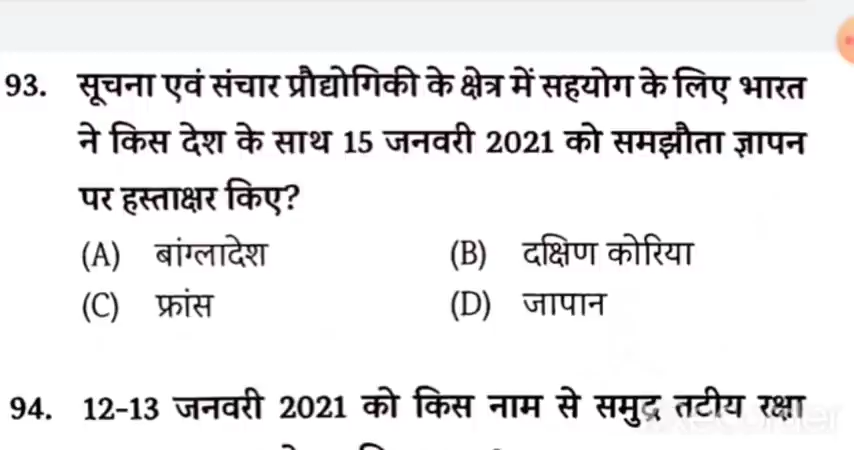 93. सूचना एवं संचार प्रौद्योगिकी के क्षेत्र में सहयोग के लिए भारत
ने किस देश के साथ 15 जनवरी 2021 को समझौता ज्ञापन
पर हस्ताक्षर किए?
(A) बांग्लादेश (B) दक्षिण कोरिया
(C) फ्रांस (D) जापान
94. 12-13 जनवरी 2021 को किस नाम से समुद्र तटीय रक्षा